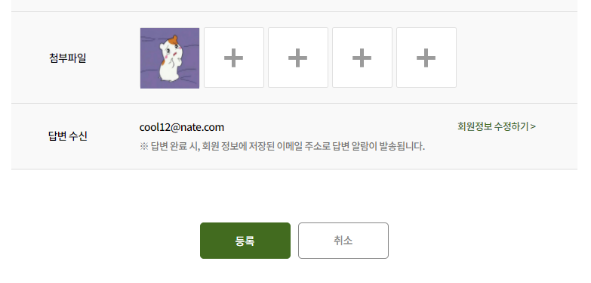 첨부파일
답변 수신
cool12@nate.com
회원정보 수정하기 >
※ 답변 완료 시, 회원 정보에 저장된 이메일 주소로 답변 알람이 발송됩니다.
등록
취소